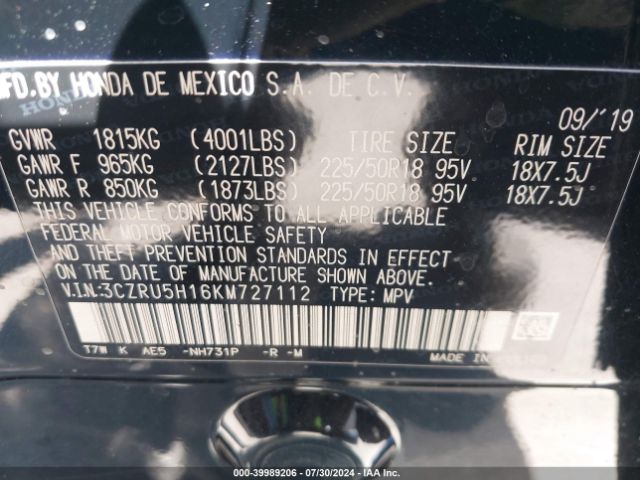 MFD.BY HONDA DE MEXICO S.A. DE C.V.
09/'19
GVWR 1815KG (4001LBS) TIRE SIZE RIM SIZE
GAWR F 965KG (2127LBS) 225/50R18 95V 18X7.5J
GAWR R 850KG (1873LBS) 225/50R18 95V 18X7.5J
THIS VEHICLE CONFORMS TO ALL APPLICABLE
FEDERAL MOTOR VEHICLE SAFETY
AND THEFT PREVENTION STANDARDS IN EFFECT
ON THE DATE OF MANUFACTURE SHOWN ABOVE.
V.I.N:3CZRU5H16KM727112 TYPE: MPV
T7W K AE5 -NH731P -R -M MADE IN
000-39989206 - 07/30/2024 - IAA Inc.